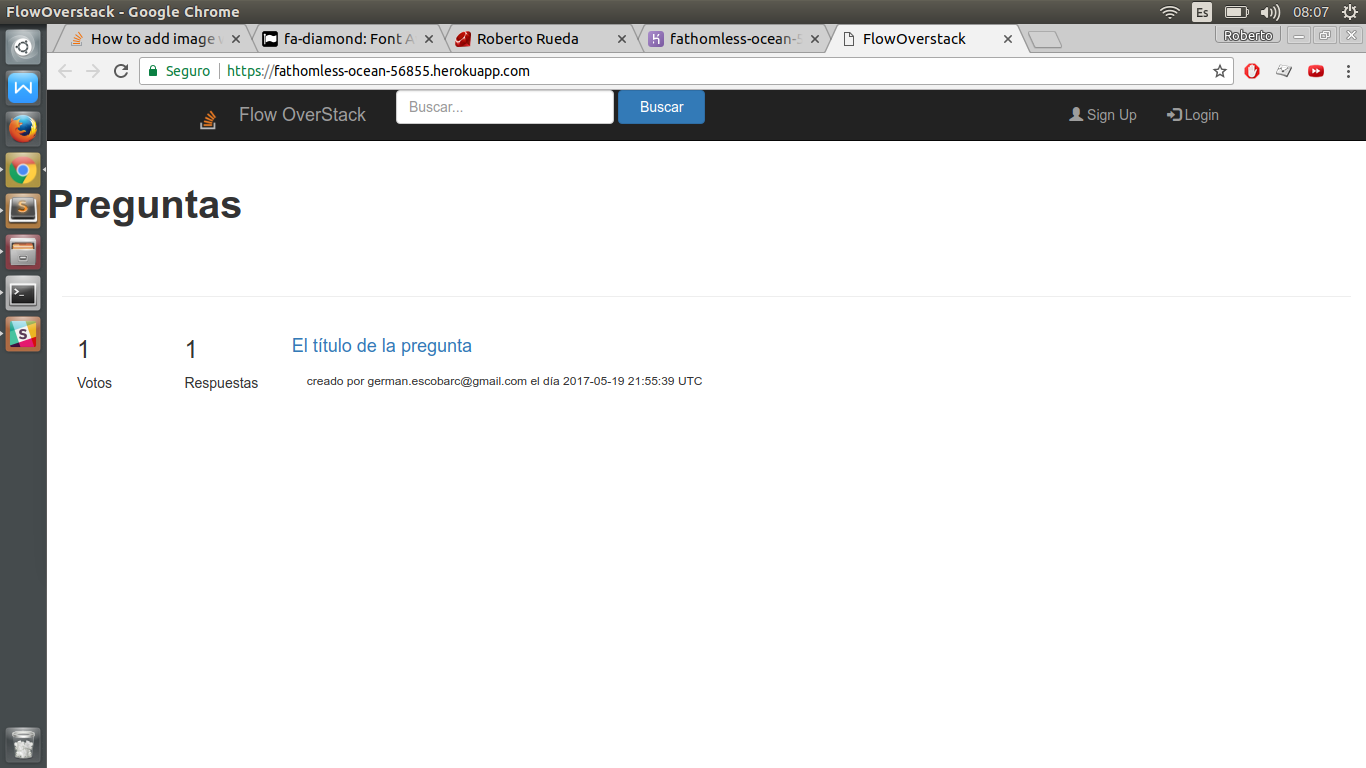 FlowOverstack - Google Chrome
Es
08:07
How to add image
fa-diamond: Font A
Roberto Rueda
fathomless-ocean-5
FlowOverstack
Roberto
Seguro
https://fathomless-ocean-56855.herokuapp.com
Flow OverStack
Buscar...
Buscar
Sign Up
Login
Preguntas
1
Votos
1
Respuestas
El título de la pregunta
creado por german.escobarc@gmail.com el día 2017-05-19 21:55:39 UTC